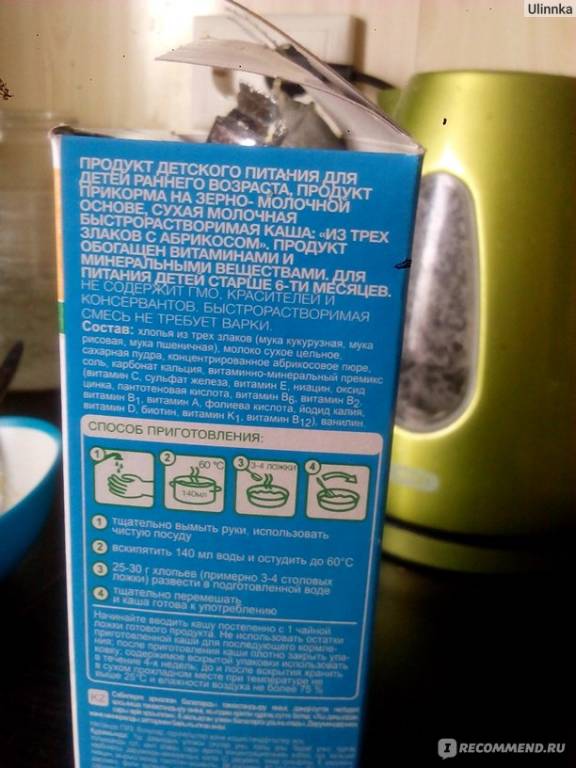 Ulinnka
ПРОДУКТ ДЕТСКОГО ПИТАНИЯ ДЛЯ
ДЕТЕЙ РАННЕГО ВОЗРАСТА, ПРОДУКТ
ПРИКОРМА НА ЗЕРНО- МОЛОЧНОЙ
ОСНОВЕ, СУХАЯ МОЛОЧНАЯ
БЫСТРОРАСТВОРИМАЯ КАША: «ИЗ ТРЕХ
ЗЛАКОВ С АБРИКОСОМ». ПРОДУКТ
ОБОГАЩЕН ВИТАМИНАМИ И
МИНЕРАЛЬНЫМИ ВЕЩЕСТВАМИ. ДЛЯ
ПИТАНИЯ ДЕТЕЙ СТАРШЕ 6-ТИ МЕСЯЦЕВ.
НЕ СОДЕРЖИТ ГМО, КРАСИТЕЛЕЙ И
КОНСЕРВАНТОВ. БЫСТРОРАСТВОРИМАЯ
СМЕСЬ НЕ ТРЕБУЕТ ВАРКИ.
Состав: хлопья из трех злаков (мука кукурузная, мука
рисовая, мука пшеничная), молоко сухое цельное,
сахарная пудра, концентрированное абрикосовое пюре,
соль, карбонат кальция, витаминно-минеральный премикс
(витамин С, сульфат железа, витамин Е, ниацин, оксид
цинка, пантотеновая кислота, витамин B6, витамин B2,
витамин B1, витамин А, фолиева кислота, йодид калия,
витамин D, биотин, витамин K1, витамин B12), ванилин.
СПОСОБ ПРИГОТОВЛЕНИЯ:
1 2 60 °C 3 3-4 ложки 4
140мл
1 тщательно вымыть руки, использовать
чистую посуду
2 вскипятить 140 мл воды и остудить до 60°С
3 25-30 г хлопьев (примерно 3-4 столовых
ложки) развести в подготовленной воде
4 тщательно перемешать
и каша готова к употреблению
Начинайте вводить кашу постепенно с 1 чайной
ложки готового продукта. Не использовать остатки
приготовленной каши для последующего кормле-
ния; после приготовления каши плотно закрыть упа-
ковку; содержимое вскрытой упаковки использовать
в течение 4-х недель. До и после вскрытия хранить
в сухом прохладном месте при температуре не
выше 25°С и влажности воздуха не более 75 %
KZ
IRECOMMEND.RU